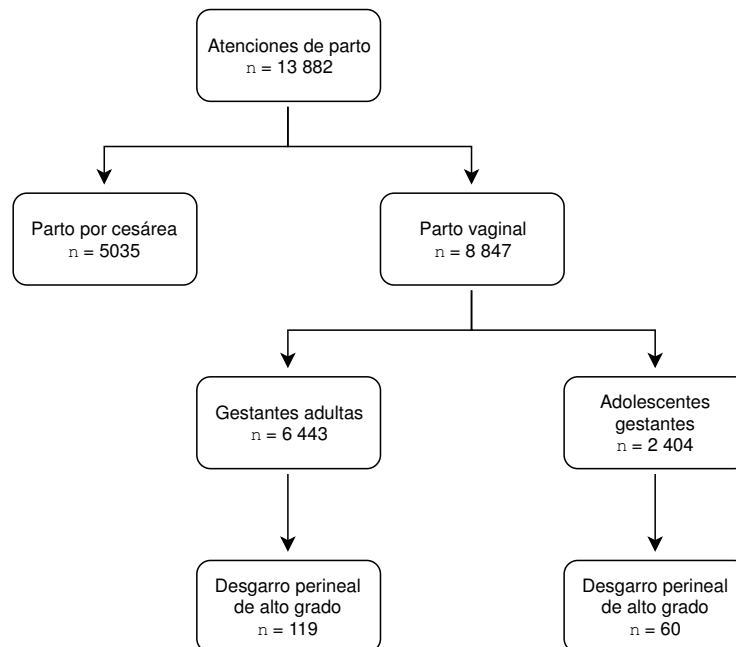 Atenciones de parto
n = 13 882
Parto por cesárea
n = 5035
Parto vaginal
n = 8 847
Gestantes adultas
n = 6 443
Adolescentes
gestantes
n = 2 404
Desgarro perineal
de alto grado
n = 119
Desgarro perineal
de alto grado
n = 60